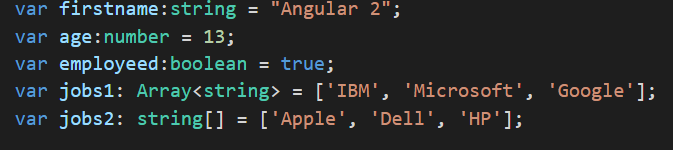 var firstname:string = "Angular 2";
var age:number = 13;
var employeed:boolean = true;
var jobs1: Array<string> = ['IBM', 'Microsoft', 'Google'];
var jobs2: string[] = ['Apple', 'Dell', 'HP'];